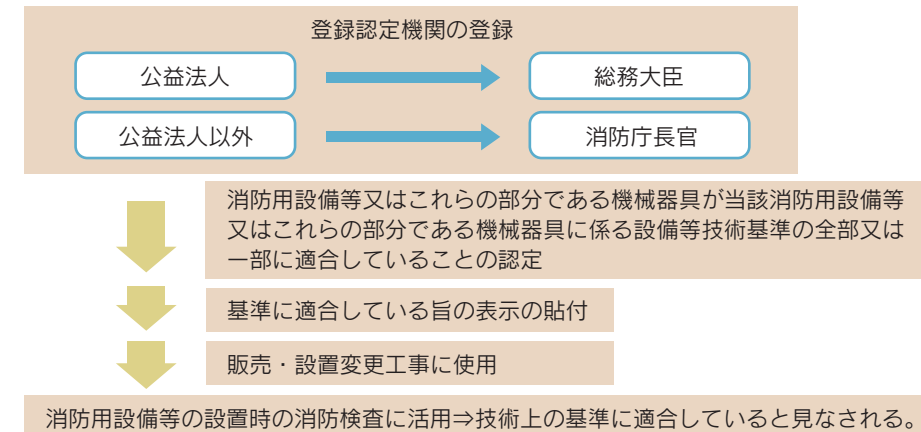 登録認定機関の登録
公益法人
総務大臣
公益法人以外
消防庁長官
消防用設備等又はこれらの部分である機械器具が当該消防用設備等
又はこれらの部分である機械器具に係る設備等技術基準の全部又は
一部に適合していることの認定
基準に適合している旨の表示の貼付
販売・設置変更工事に使用
消防用設備等の設置時の消防検査に活用⇒技術上の基準に適合していると見なされる。